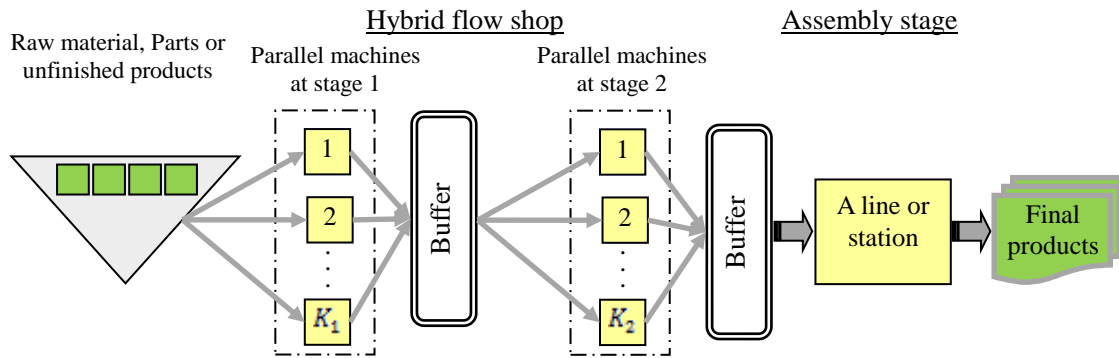 Hybrid flow shop
Assembly stage
Raw material, Parts or
unfinished products
Parallel machines
at stage 1
Parallel machines
at stage 2
1
2
.
.
.
K₁
Buffer
1
2
.
.
.
K₂
Buffer
A line or
station
Final
products